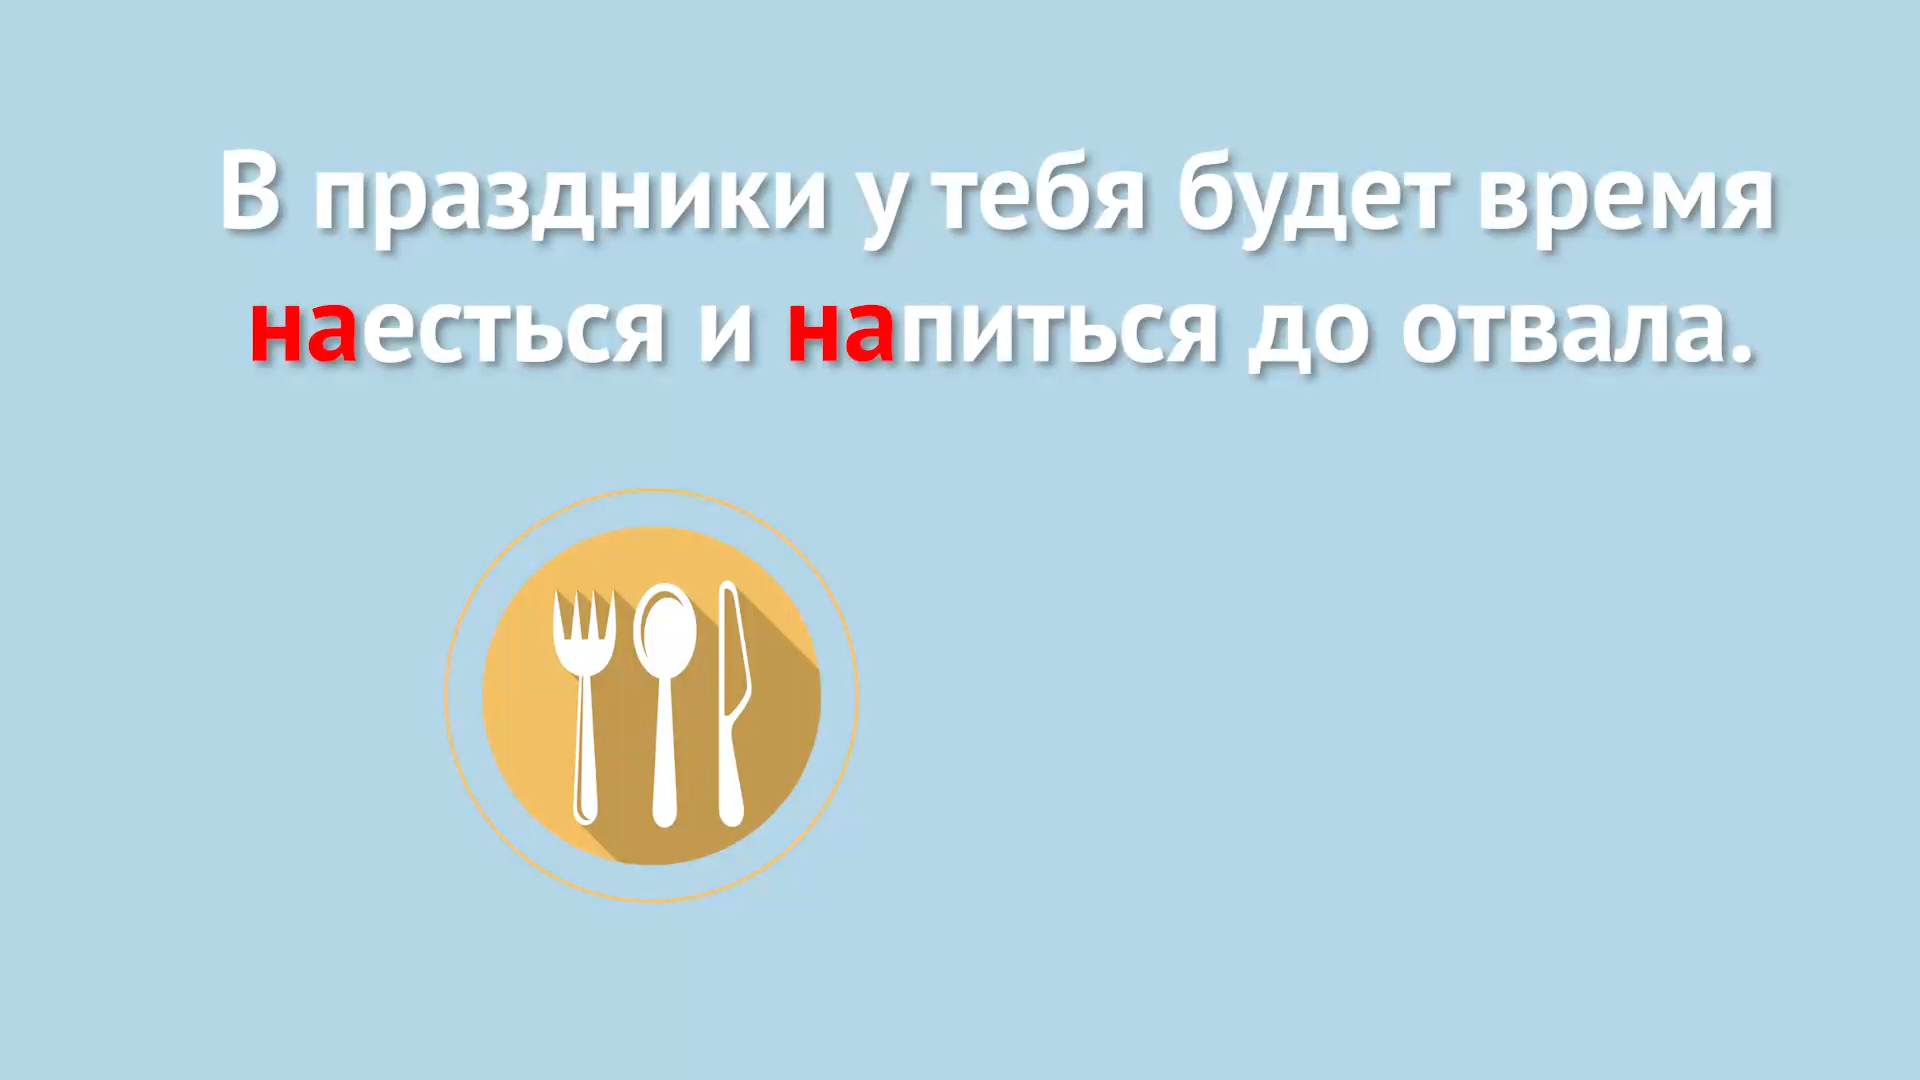 В праздники у тебя будет время
наесться и напиться до отвала.